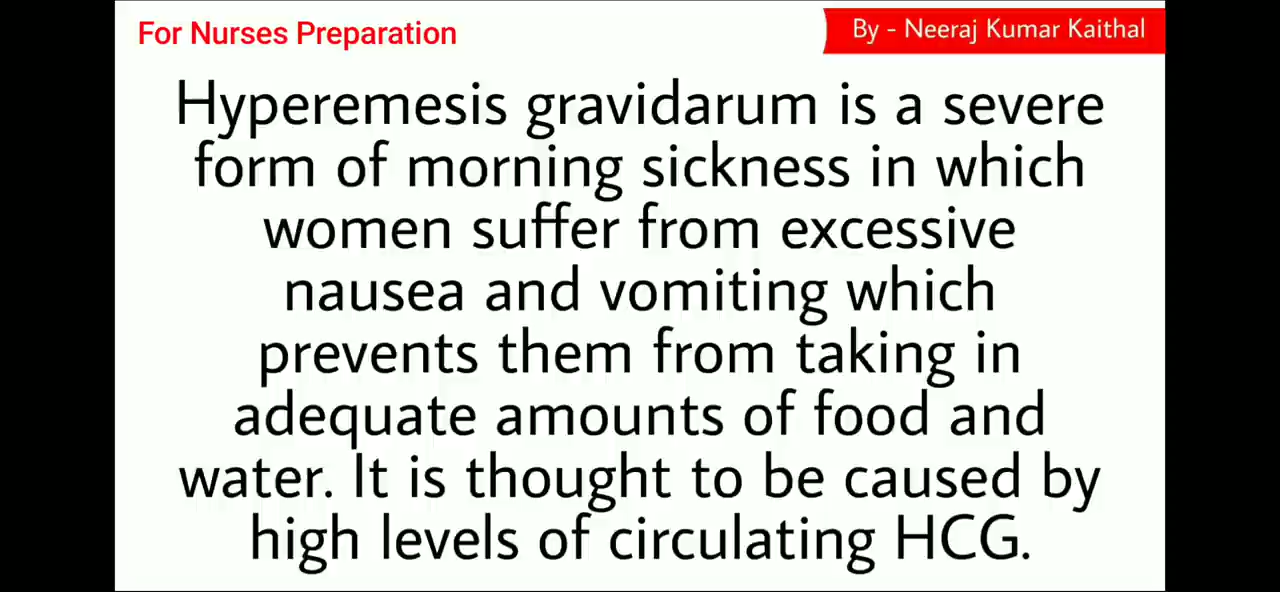 For Nurses Preparation
By - Neeraj Kumar Kaithal
Hyperemesis gravidarum is a severe
form of morning sickness in which
women suffer from excessive
nausea and vomiting which
prevents them from taking in
adequate amounts of food and
water. It is thought to be caused by
high levels of circulating HCG.